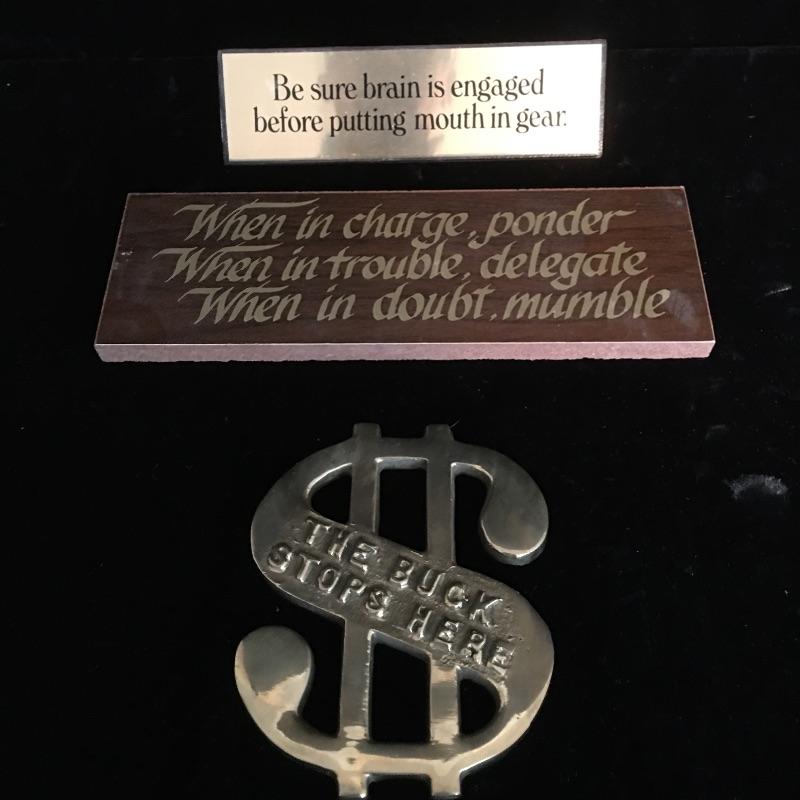 Be sure brain is engaged
before putting mouth in gear.
When in charge, ponder
When in trouble, delegate
When in doubt, mumble
THE BUCK
STOPS HERE